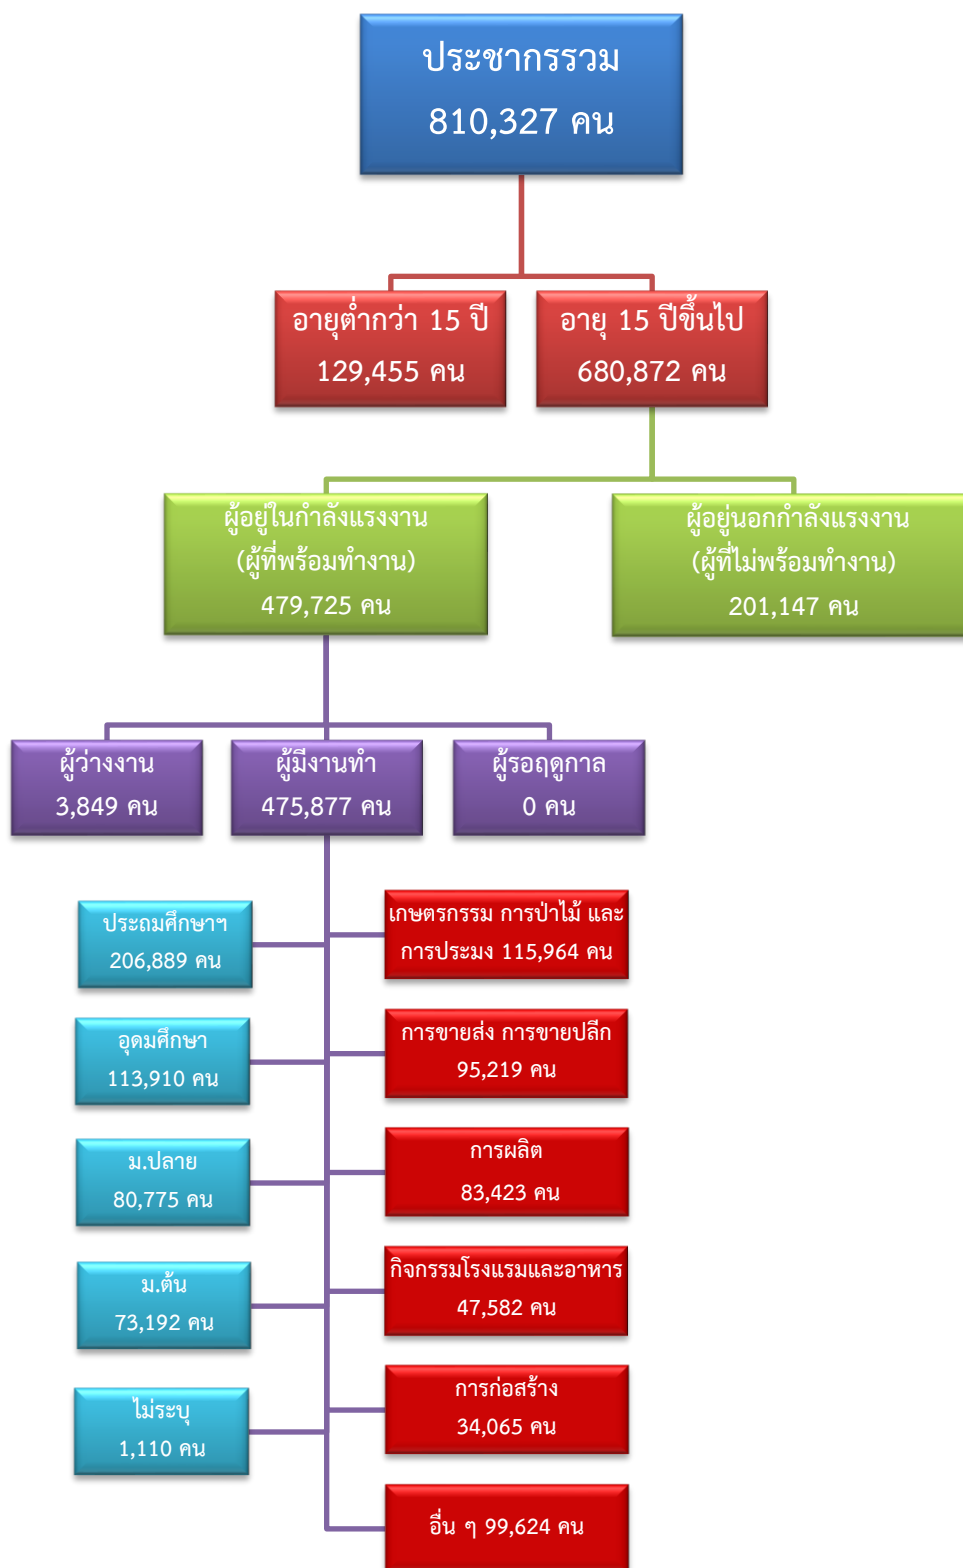 ประชากรรวม
810,327 คน
อายุต่ำกว่า 15 ปี
129,455 คน
อายุ 15 ปีขึ้นไป
680,872 คน
ผู้อยู่ในกำลังแรงงาน
(ผู้ที่พร้อมทำงาน)
479,725 คน
ผู้อยู่นอกกำลังแรงงาน
(ผู้ที่ไม่พร้อมทำงาน)
201,147 คน
ผู้ว่างงาน
3,849 คน
ผู้มีงานทำ
475,877 คน
ผู้รอฤดูกาล
0 คน
ประถมศึกษาฯ
206,889 คน
อุดมศึกษา
113,910 คน
ม.ปลาย
80,775 คน
ม.ต้น
73,192 คน
ไม่ระบุ
1,110 คน
เกษตรกรรม การป่าไม้ และ
การประมง 115,964 คน
การขายส่ง การขายปลีก
95,219 คน
การผลิต
83,423 คน
กิจกรรมโรงแรมและอาหาร
47,582 คน
การก่อสร้าง
34,065 คน
อื่น ๆ 99,624 คน